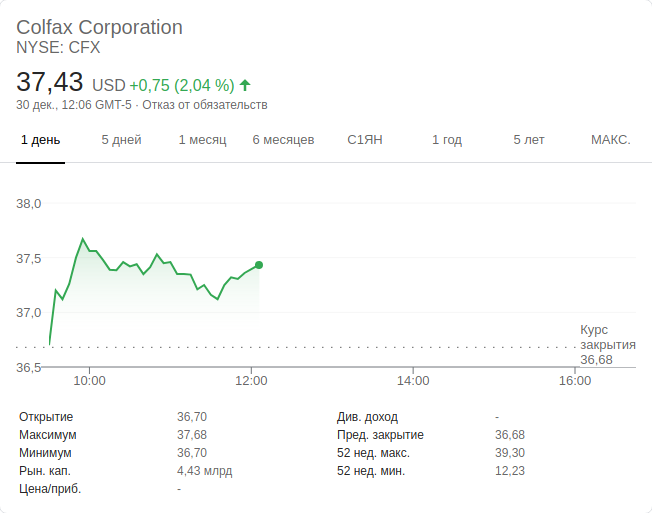 Colfax Corporation
NYSE: CFX
37,43 USD +0,75 (2,04 %)
30 дек., 12:06 GMT-5 · Отказ от обязательств
1 день 5 дней 1 месяц 6 месяцев С1ЯН 1 год 5 лет МАКС.
38,0
37,5
37,0
Курс
закрытия
36,68
36,5
10:00 12:00 14:00 16:00
Открытие 36,70 Див. доход -
Максимум 37,68 Пред. закрытие 36,68
Минимум 36,70 52 нед. макс. 39,30
Рын. кап. 4,43 млрд 52 нед. мин. 12,23
Цена/приб. -